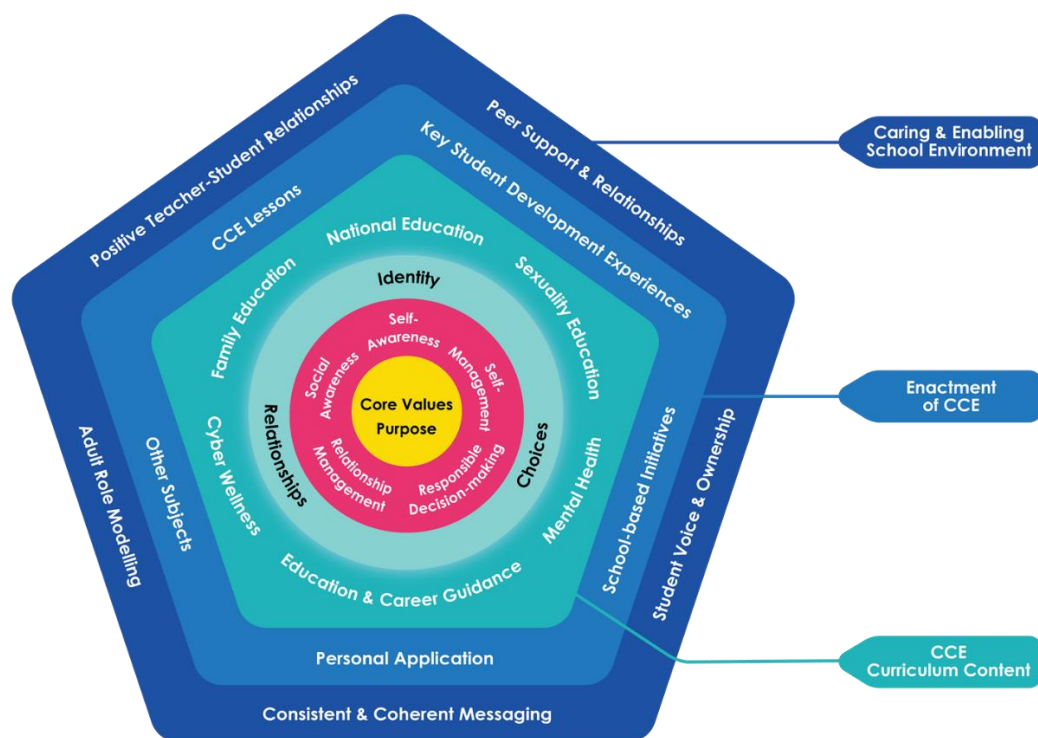 Positive Teacher-Student Relationships
Peer Support & Relationships
Student Voice & Ownership
Consistent & Coherent Messaging
Adult Role Modelling
CCE Lessons
Key Student Development Experiences
School-based Initiatives
Personal Application
Other Subjects
National Education
Sexuality Education
Mental Health
Education & Career Guidance
Cyber Wellness
Family Education
Identity
Choices
Relationships
Self-
Awareness
Self-
Management
Responsible
Decision-making
Relationship
Management
Social
Awareness
Core Values
Purpose
Caring & Enabling
School Environment
Enactment
of CCE
CCE
Curriculum Content